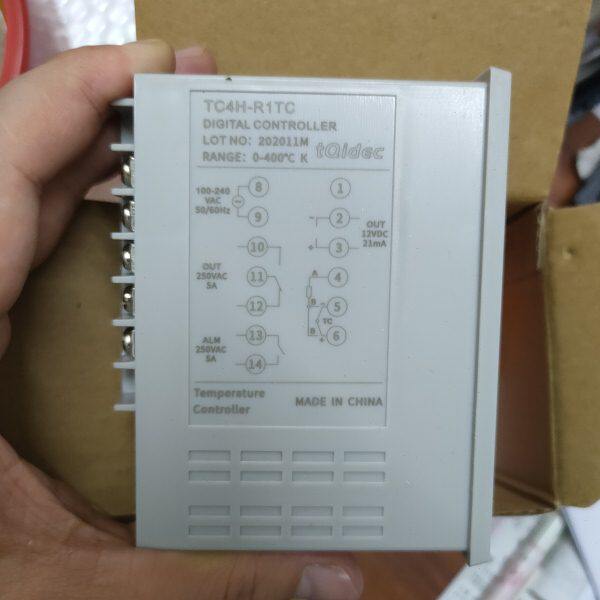 TC4H-R1TC
DIGITAL CONTROLLER
LOT NO: 202011M
RANGE: 0-400℃ K
tQidec
100-240
VAC
50/60Hz
8
9
10
OUT
250VAC
5A
11
12
ALM
250VAC
5A
13
14
1
2
3
OUT
12VDC
21mA
- 
+
A
4
B
5
TC
B
6
+
Temperature
Controller
MADE IN CHINA